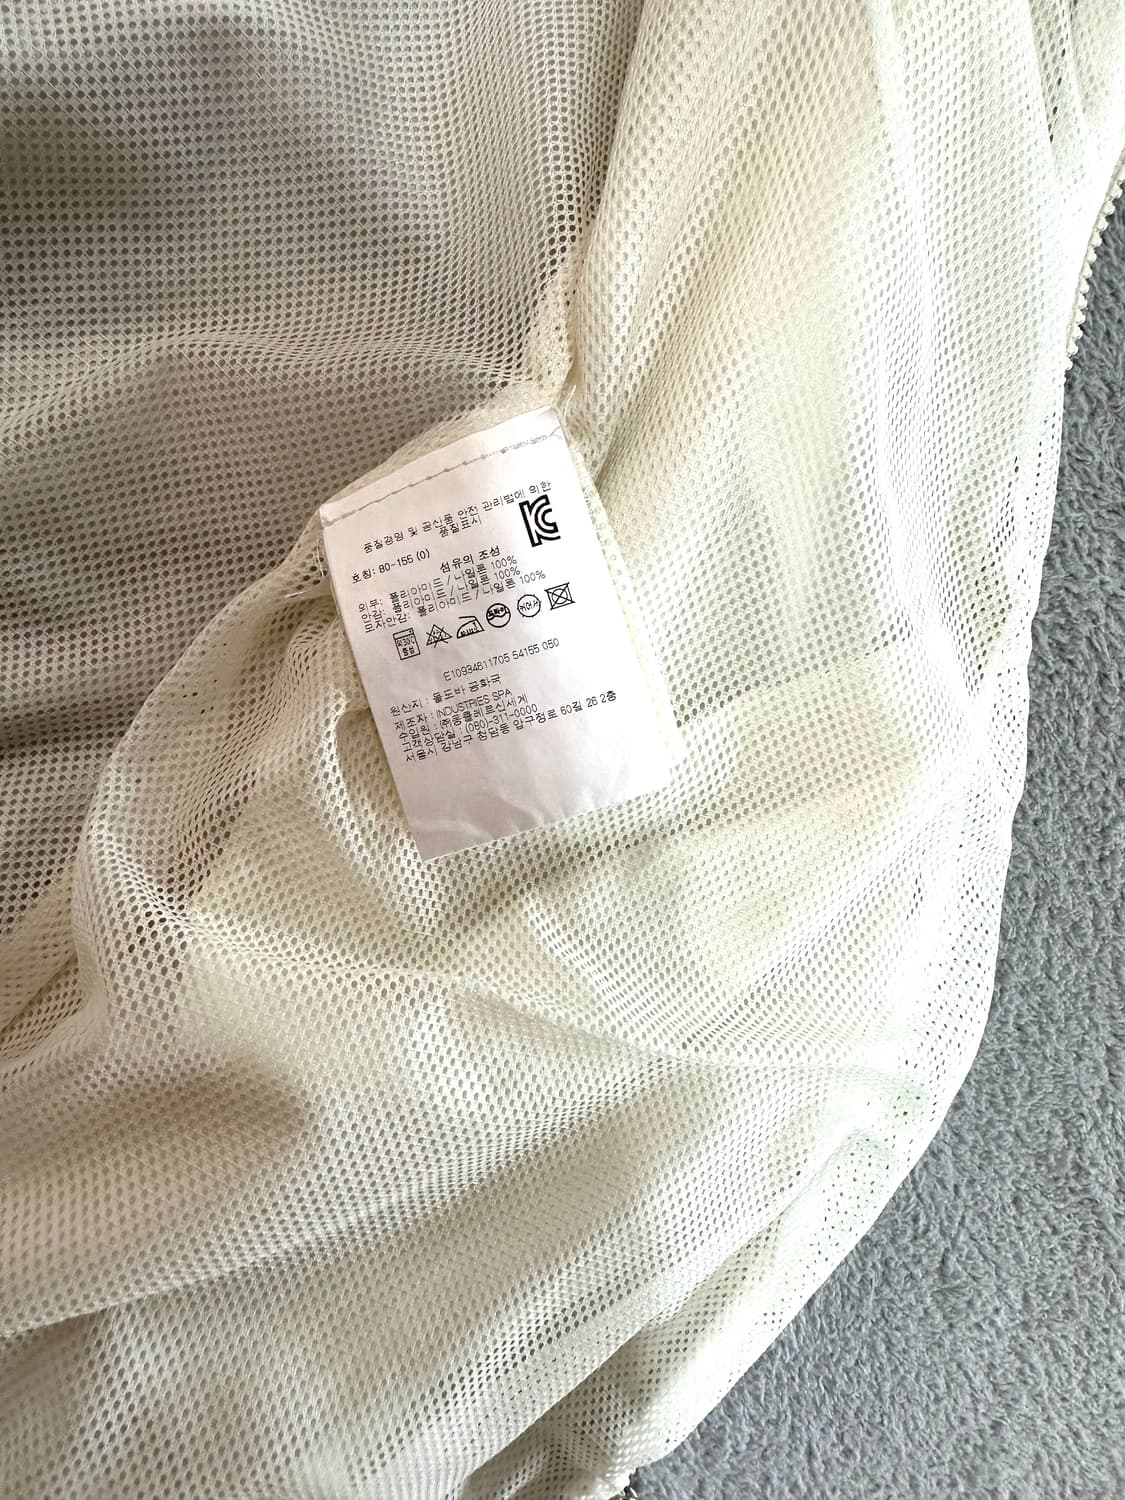 품질경영 및 공산품 안전 관리법에 의한
품질표시
KC
호칭: 80-155 (0)
섬유의 조성
외부: 폴리아미드 / 나일론 100%
안감: 폴리아미드 / 나일론 100%
모자안감: 폴리아미드 / 나일론 100%
E10934811705 54155 050
원산지 : 몰도바 공화국
제조자 : INDUSTRIES SPA
수입원 : (주)동클레르신세계
고객상담실 : (080)-311-0000
서울시 강남구 청담동 압구정로 60길 26 2층